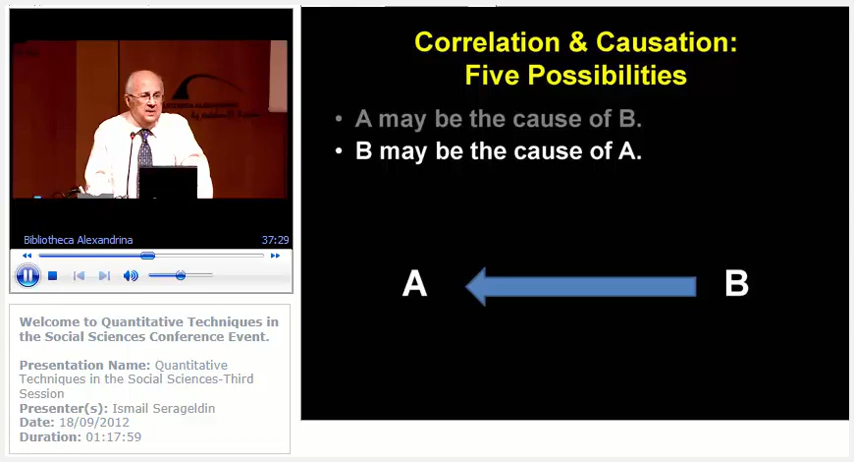 Correlation & Causation:
Five Possibilities
• A may be the cause of B.
• B may be the cause of A.
A
B
Bibliotheca Alexandrina 37:29
Welcome to Quantitative Techniques in
the Social Sciences Conference Event.
Presentation Name: Quantitative
Techniques in the Social Sciences-Third
Session
Presenter(s): Ismail Serageldin
Date: 18/09/2012
Duration: 01:17:59